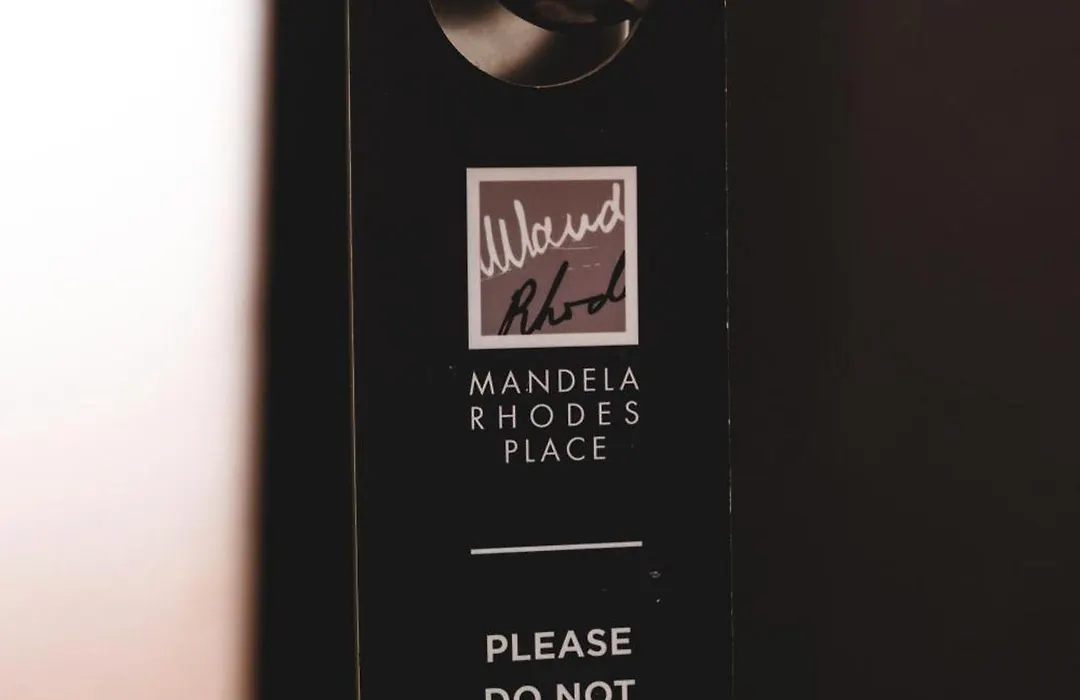 Mand
Rhod
MANDELA
RHODES
PLACE
PLEASE
DO NOT